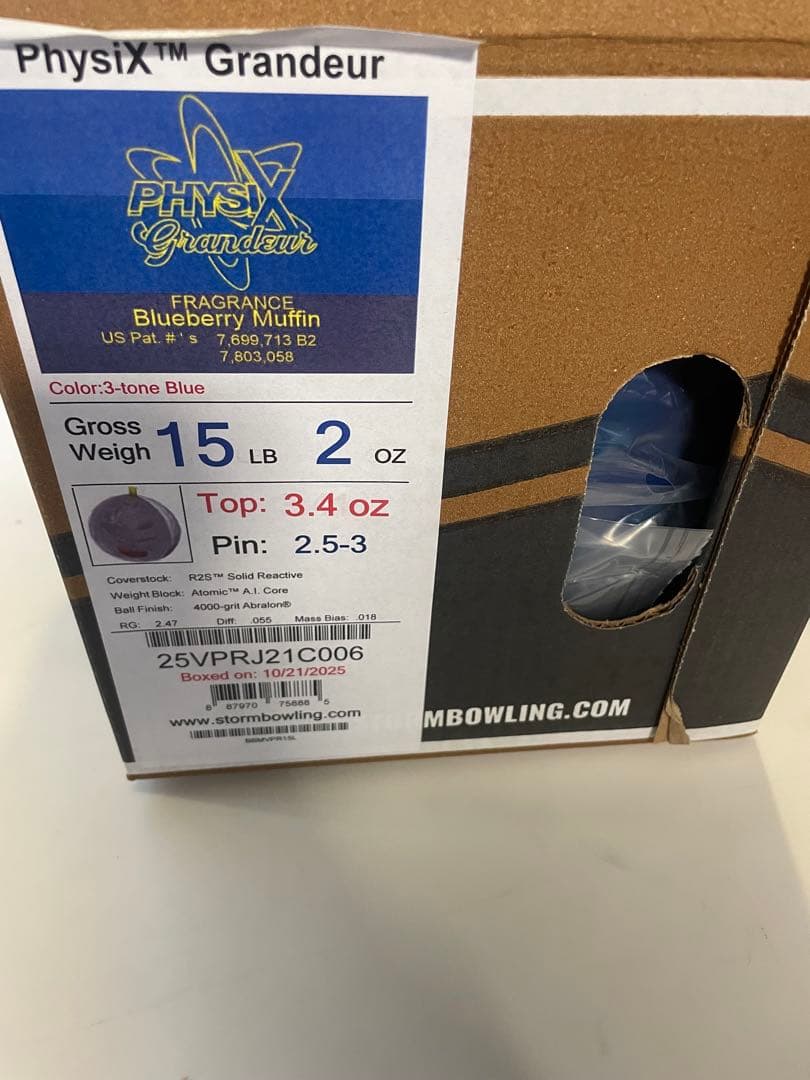 PhysiX™ Grandeur
PHYSIX
Grandeur
FRAGRANCE
Blueberry Muffin
US Pat. #'s 7,699,713 B2
7,803,058
Color:3-tone Blue
Gross
Weigh 15 LB 2 oz
Top: 3.4 oz
Pin: 2.5-3
Coverstock: R2S™ Solid Reactive
Weight Block: Atomic™ A.I. Core
Ball Finish: 4000-grit Abralon®
RG: 2.47 Diff: .055 Mass Bias: .018
25VPRJ21C006
Boxed on: 10/21/2025
8 87970 75688 5
www.stormbowling.com
MBOWLING.COM